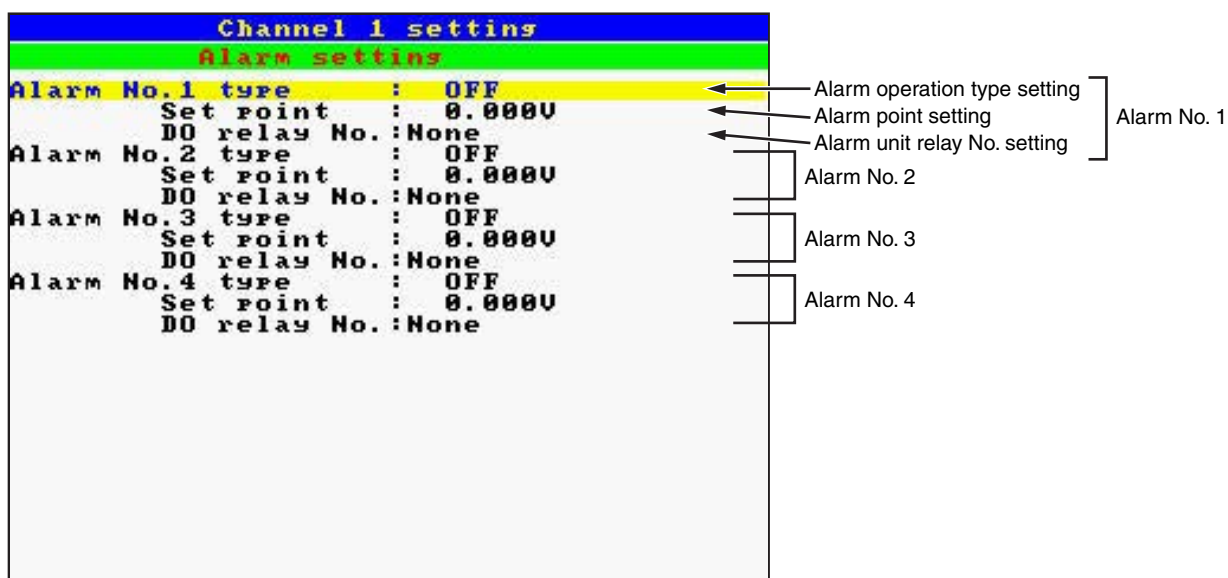 Channel 1 setting
Alarm setting
Alarm No.1 type : OFF
Set point : 0.000V
DO relay No.:None
Alarm No.2 type : OFF
Set point : 0.000V
DO relay No.:None
Alarm No.3 type : OFF
Set point : 0.000V
DO relay No.:None
Alarm No.4 type : OFF
Set point : 0.000V
DO relay No.:None
Alarm operation type setting
Alarm point setting
Alarm unit relay No. setting
Alarm No. 1
Alarm No. 2
Alarm No. 3
Alarm No. 4